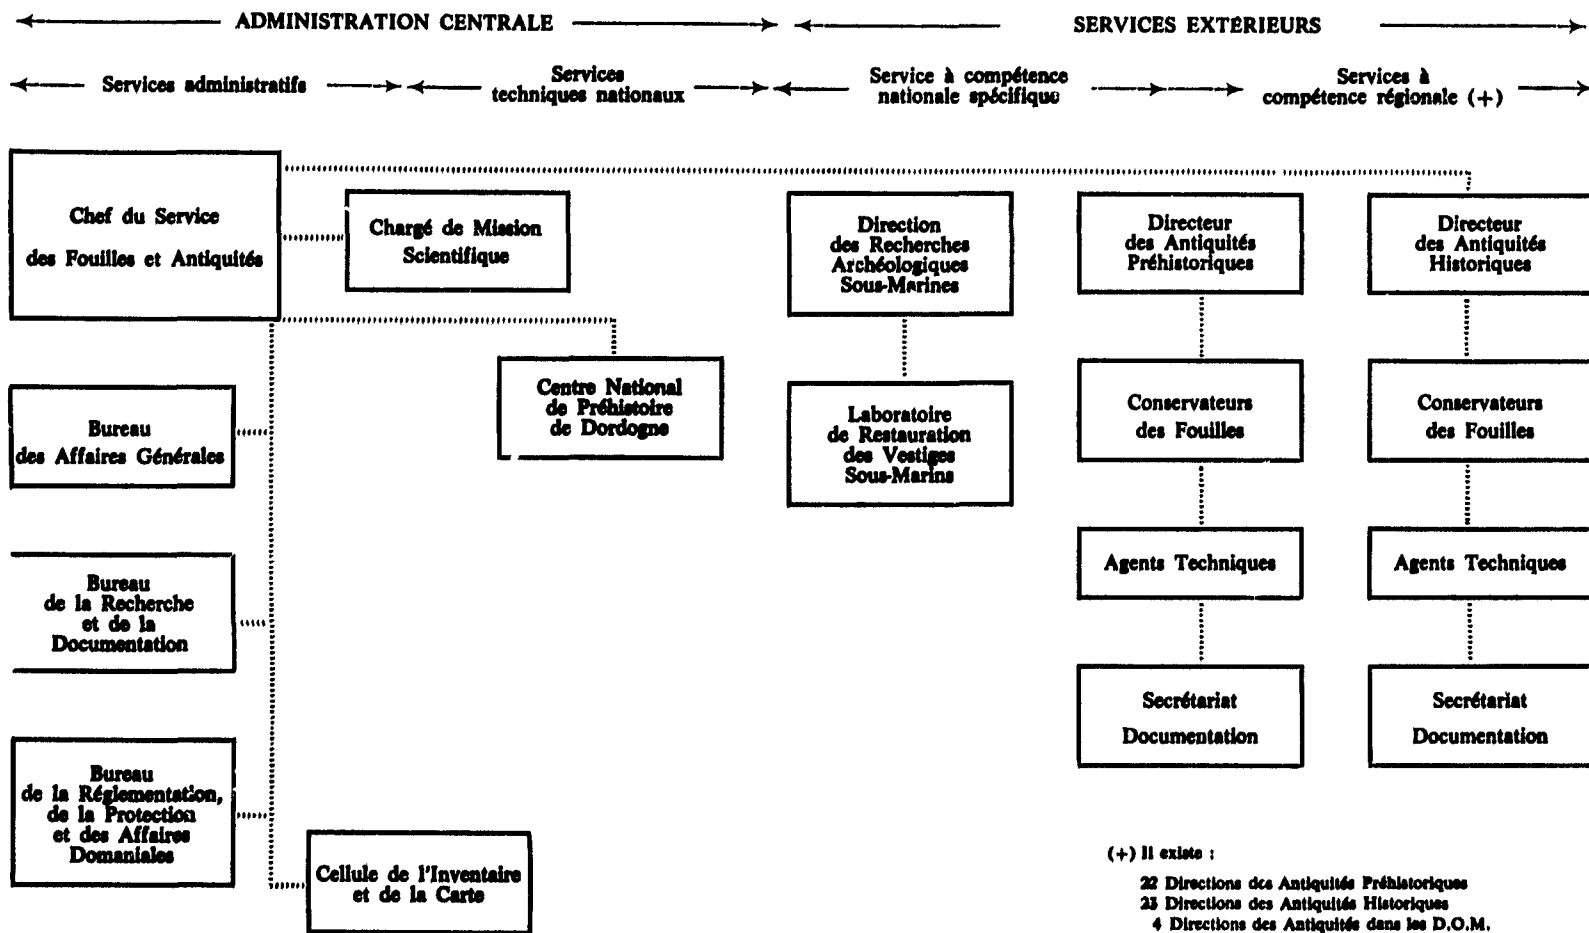 ADMINISTRATION CENTRALE
SERVICES EXTÉRIEURS
Services administratifs
Services
techniques nationaux
Service à compétence
nationale spécifique
Services à
compétence régionale (+)
Chef du Service
des Fouilles et Antiquités
Chargé de Mission
Scientifique
Direction
des Recherches
Archéologiques
Sous-Marines
Directeur
des Antiquités
Préhistoriques
Directeur
des Antiquités
Historiques
Centre National
de Préhistoire
de Dordogne
Bureau
des Affaires Générales
Laboratoire
de Restauration
des Vestiges
Sous-Marins
Conservateurs
des Fouilles
Conservateurs
des Fouilles
Bureau
de la Recherche
et de la
Documentation
Agents Techniques
Agents Techniques
Secrétariat
Documentation
Secrétariat
Documentation
Bureau
de la Réglementation,
de la Protection
et des Affaires
Domaniales
Cellule de l'Inventaire
et de la Carte
(+) Il existe :
22 Directions des Antiquités Préhistoriques
23 Directions des Antiquités Historiques
4 Directions des Antiquités dans les D.O.M.